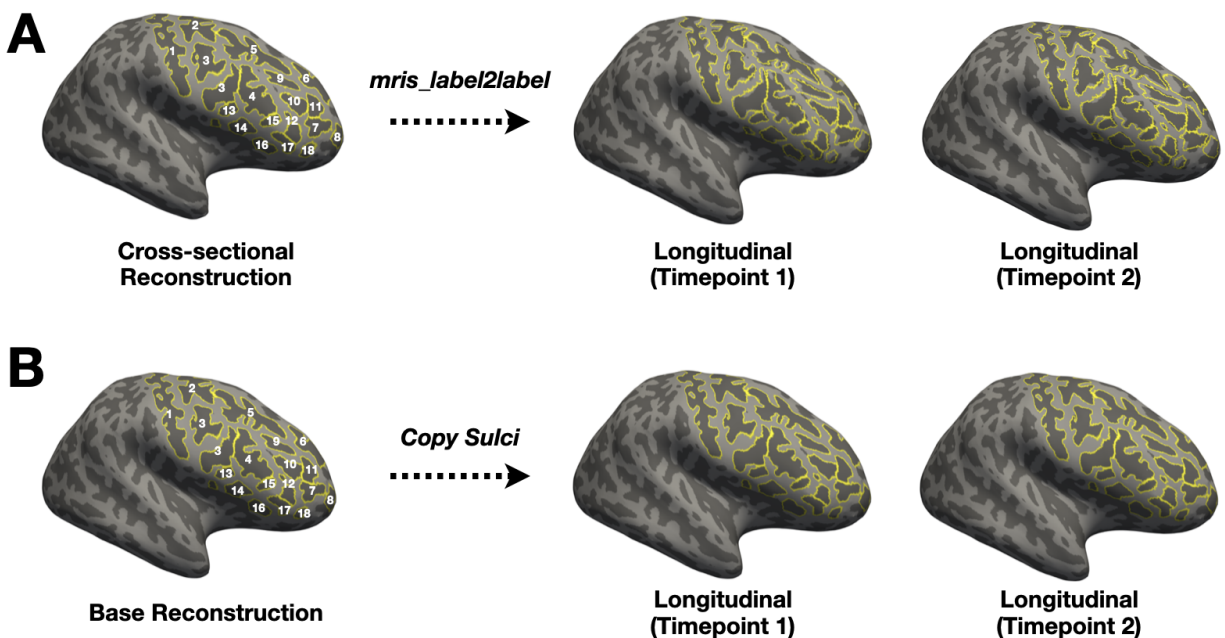 A
2
1
3
5
9
6
3
4
10
11
13
15
12
7
14
8
16
17
18
mris_label2label
Cross-sectional
Reconstruction
Longitudinal
(Timepoint 1)
Longitudinal
(Timepoint 2)
B
2
1
3
5
9
6
3
4
10
11
13
15
12
7
14
8
16
17
18
Copy Sulci
Base Reconstruction
Longitudinal
(Timepoint 1)
Longitudinal
(Timepoint 2)